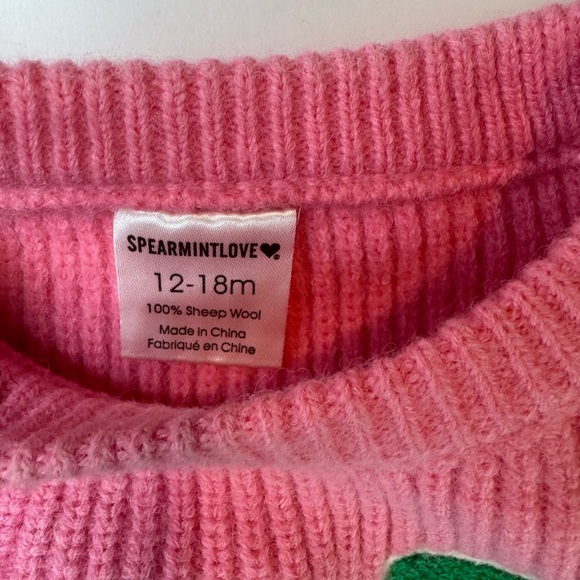 SPEARMINTLOVE♥®
12-18m
100% Sheep Wool
Made in China
Fabriqué en Chine